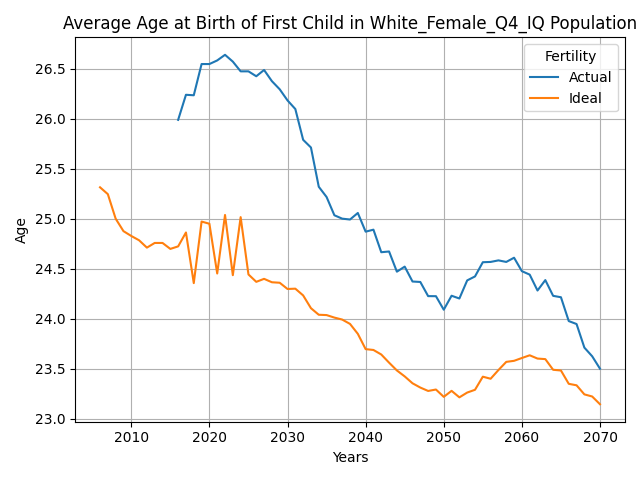 Average Age at Birth of First Child in White_Female_Q4_IQ Population
Fertility
Actual
Ideal
26.5
26.0
25.5
25.0
24.5
24.0
23.5
23.0
Age
2010 2020 2030 2040 2050 2060 2070
Years